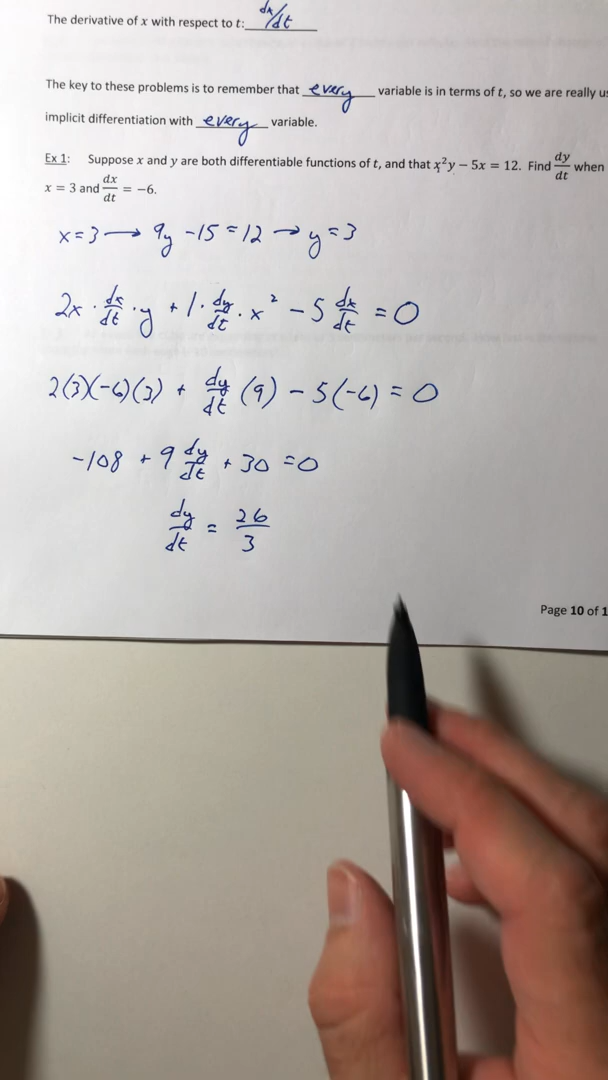 The derivative of x with respect to t: dx/dt
The key to these problems is to remember that every variable is in terms of t, so we are really us
implicit differentiation with every variable.
Ex 1: Suppose x and y are both differentiable functions of t, and that x²y − 5x = 12. Find dy/dt when
x = 3 and dx/dt = −6.
x=3 → 9y -15 = 12 → y = 3
2x · dx/dt · y + 1 · dy/dt · x² - 5 dx/dt = 0
2(3)(-6)(3) + dy/dt (9) - 5(-6) = 0
-108 + 9 dy/dt + 30 = 0
dy/dt = 26/3
Page 10 of 1